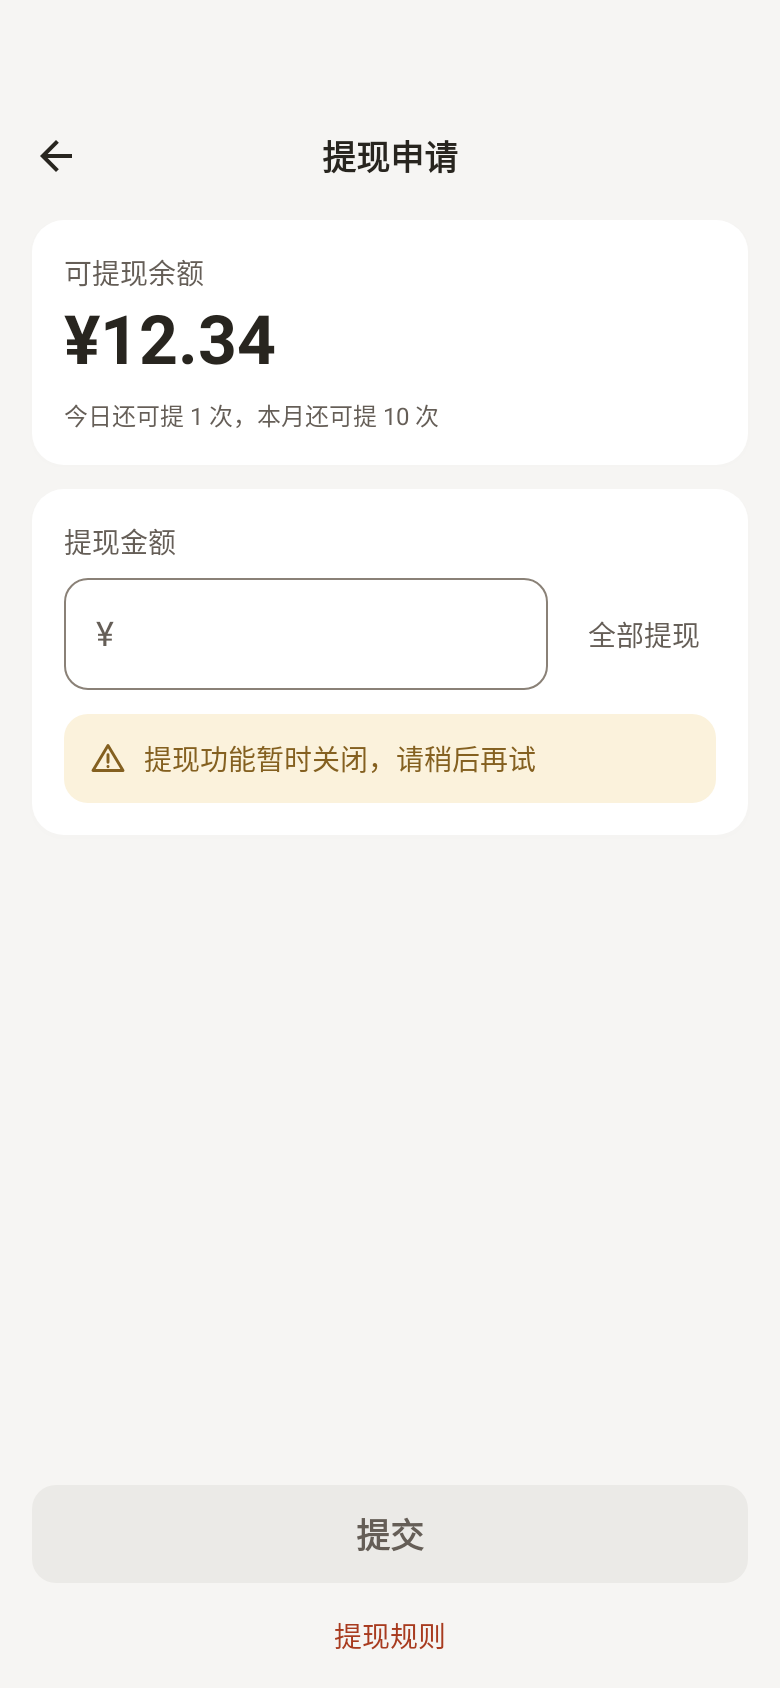 提现申请
可提现余额
¥12.34
今日还可提 1 次，本月还可提 10 次
提现金额
¥
全部提现
提现功能暂时关闭，请稍后再试
提交
提现规则